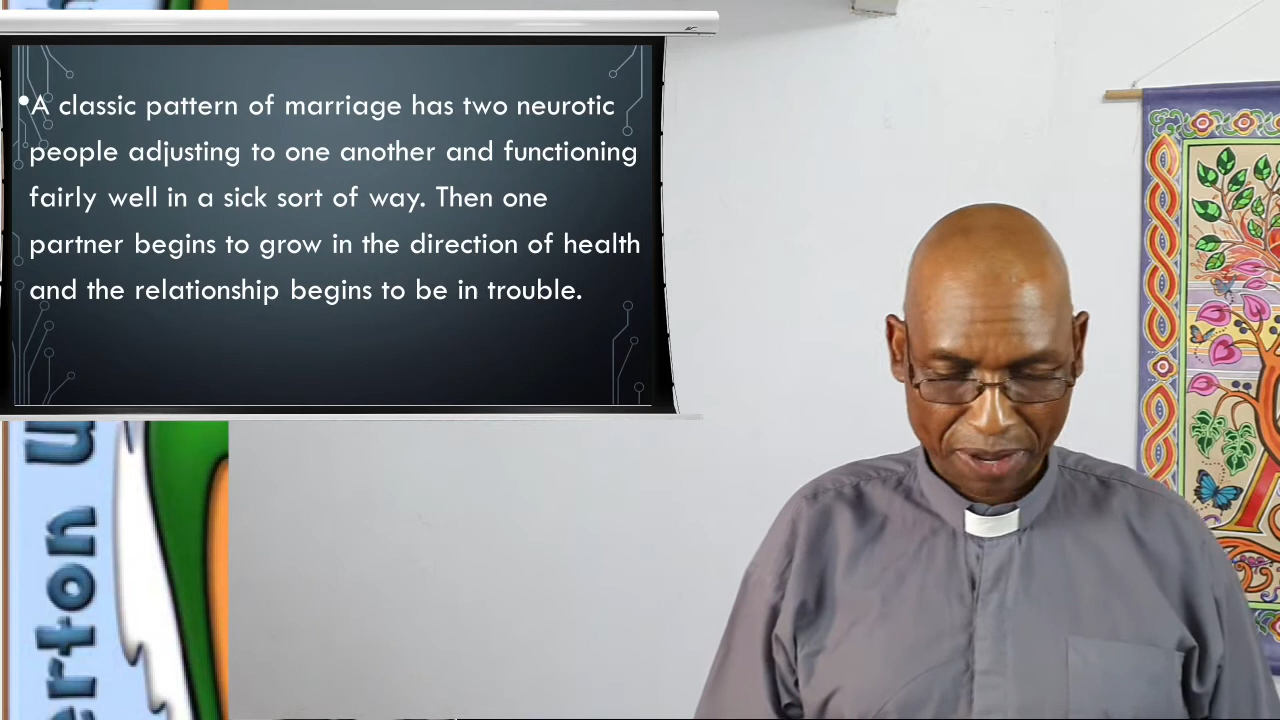 •A classic pattern of marriage has two neurotic
people adjusting to one another and functioning
fairly well in a sick sort of way. Then one
partner begins to grow in the direction of health
and the relationship begins to be in trouble.